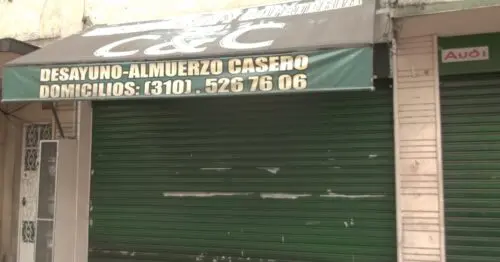 C&C
DESAYUNO-ALMUERZO CASERO
DOMICILIOS: (310) . 526 76 06
AUDI